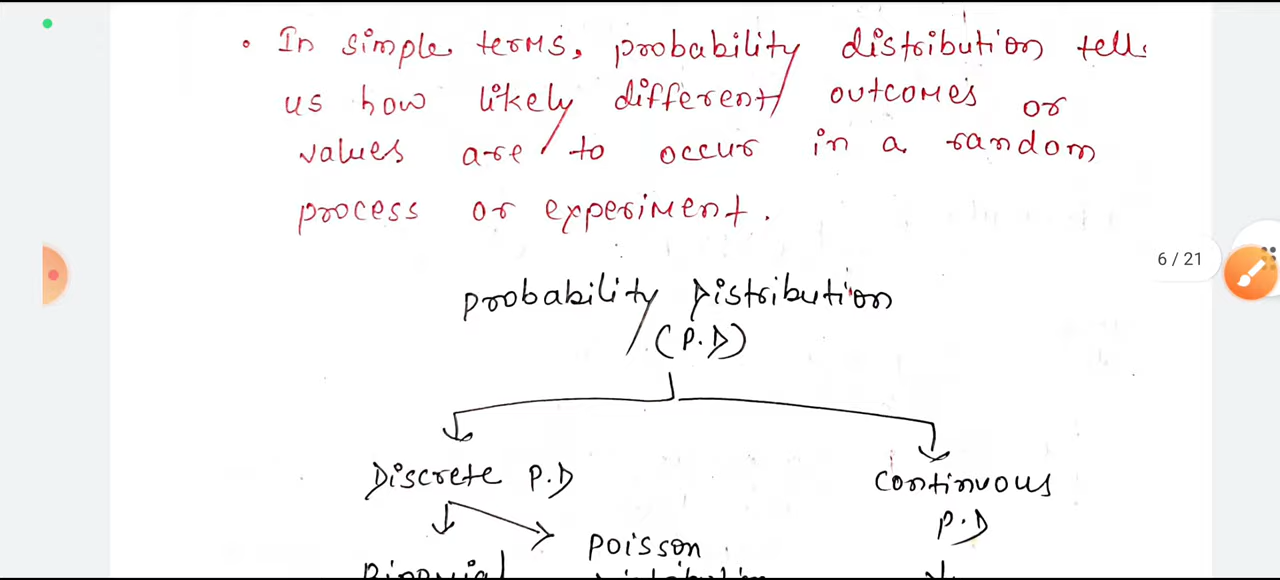 • In simple terms, probability distribution tell
us how likely different outcomes or
values are to occur in a random
process or experiment.
6 / 21
Probability Distribution
(P.D)
Discrete P.D
Continuous
P.D
Binomial
Poisson